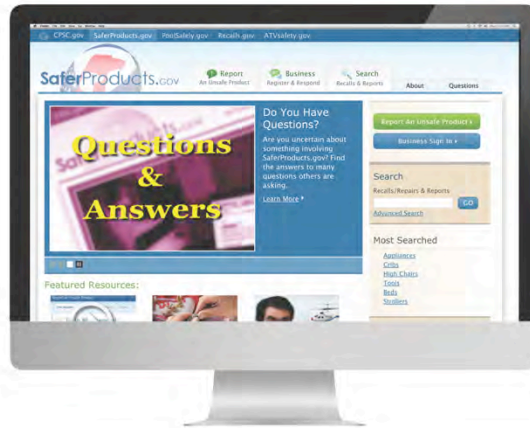 CPSC.gov SaferProducts.gov PoolSafely.gov Recalls.gov ATVsafety.gov
SaferProducts.GOV
Report
An Unsafe Product
Business
Register & Respond
Search
Recalls & Reports
About
Questions
Questions
&
Answers
Do You Have
Questions?
Are you uncertain about
something involving
SaferProducts.gov? Find
the answers to many
questions others are
asking.
Learn More
Report An Unsafe Product
Business Sign In
Search
Recalls/Repairs & Reports
GO
Advanced Search
Most Searched
Appliances
Cribs
High Chairs
Toys
Beds
Strollers
Featured Resources: